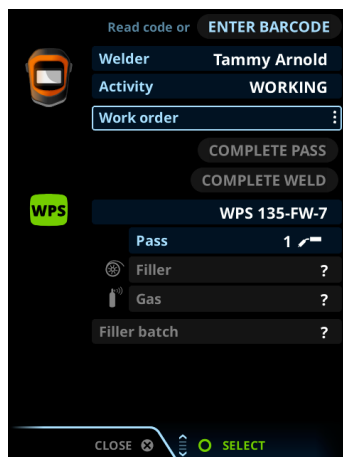 Read code or ENTER BARCODE
Welder Tammy Arnold
Activity WORKING
Work order
COMPLETE PASS
COMPLETE WELD
WPS WPS 135-FW-7
Pass 1
Filler ?
Gas ?
Filler batch ?
CLOSE SELECT